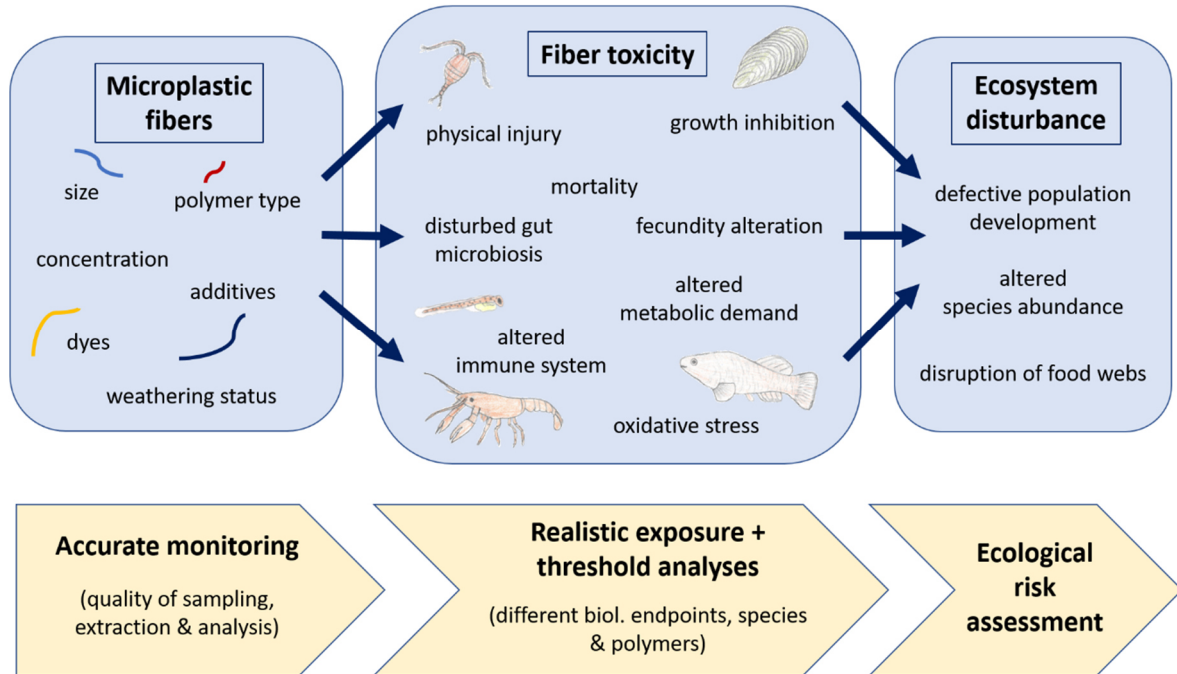 Microplastic
fibers
size
polymer type
concentration
additives
dyes
weathering status
Fiber toxicity
physical injury
growth inhibition
mortality
disturbed gut
microbiosis
fecundity alteration
altered
metabolic demand
altered
immune system
oxidative stress
Ecosystem
disturbance
defective population
development
altered
species abundance
disruption of food webs
Accurate monitoring
(quality of sampling,
extraction & analysis)
Realistic exposure +
threshold analyses
(different biol. endpoints, species
& polymers)
Ecological
risk
assessment